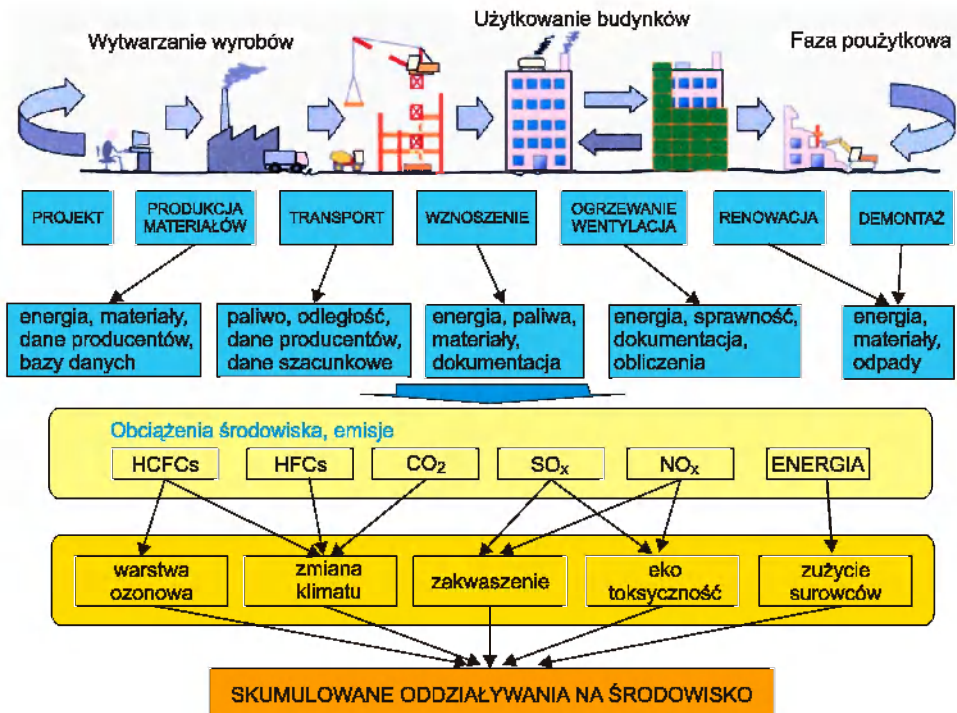 Wytwarzanie wyrobów
Użytkowanie budynków
Faza poużytkowa
PROJEKT
PRODUKCJA
MATERIAŁÓW
TRANSPORT
WZNOSZENIE
OGRZEWANIE
WENTYLACJA
RENOWACJA
DEMONTAŻ
energia, materiały,
dane producentów,
bazy danych
paliwo, odległość,
dane producentów,
dane szacunkowe
energia, paliwa,
materiały,
dokumentacja
energia, sprawność,
dokumentacja,
obliczenia
energia,
materiały,
odpady
Obciążenia środowiska, emisje
HCFCs
HFCs
CO₂
SOₓ
NOₓ
ENERGIA
warstwa
ozonowa
zmiana
klimatu
zakwaszenie
eko
toksyczność
zużycie
surowców
SKUMULOWANE ODDZIAŁYWANIA NA ŚRODOWISKO